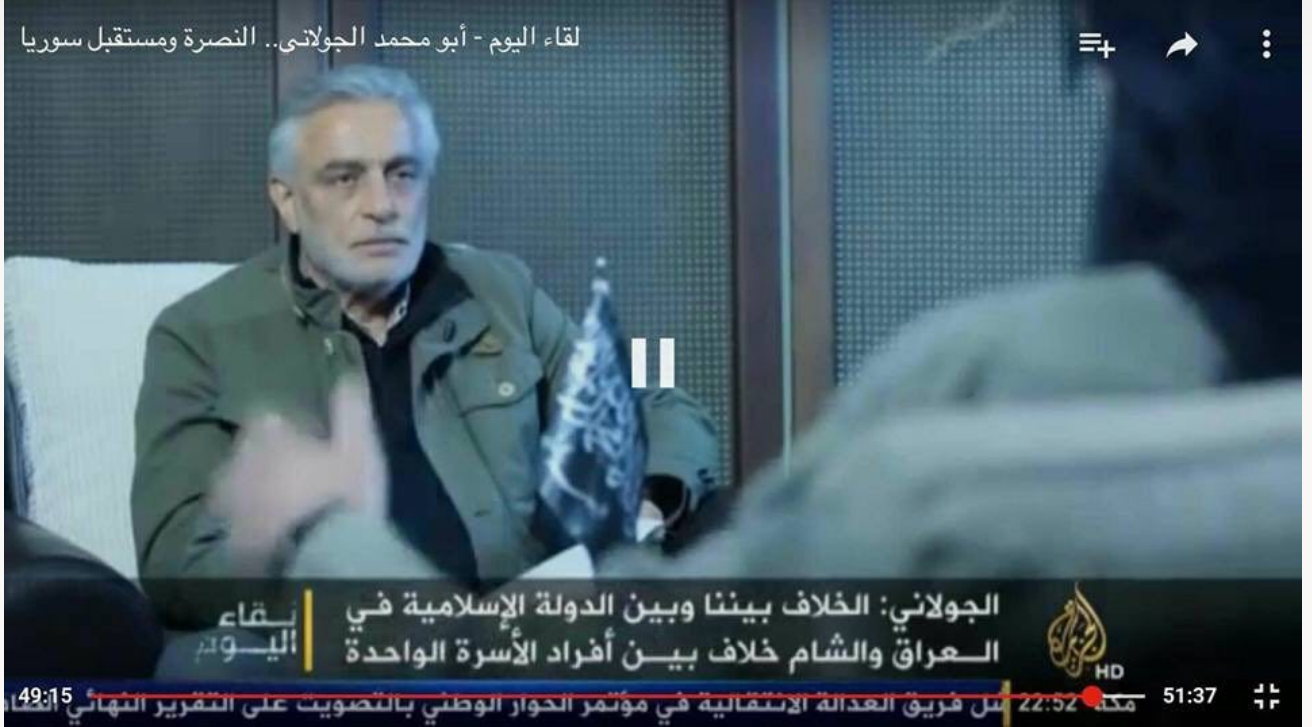 لقاء اليوم - أبو محمد الجولاني.. النصرة ومستقبل سوريا
الجولاني: الخلاف بيننا وبين الدولة الإسلامية في
العراق والشام خلاف بين أفراد الأسرة الواحدة
لقاء
اليوم
الجزيرة
HD
49:15
51:37
مكة 22:52
فريق العدالة الانتقالية في مؤتمر الحوار الوطني بالتصويت على التقرير النهائي